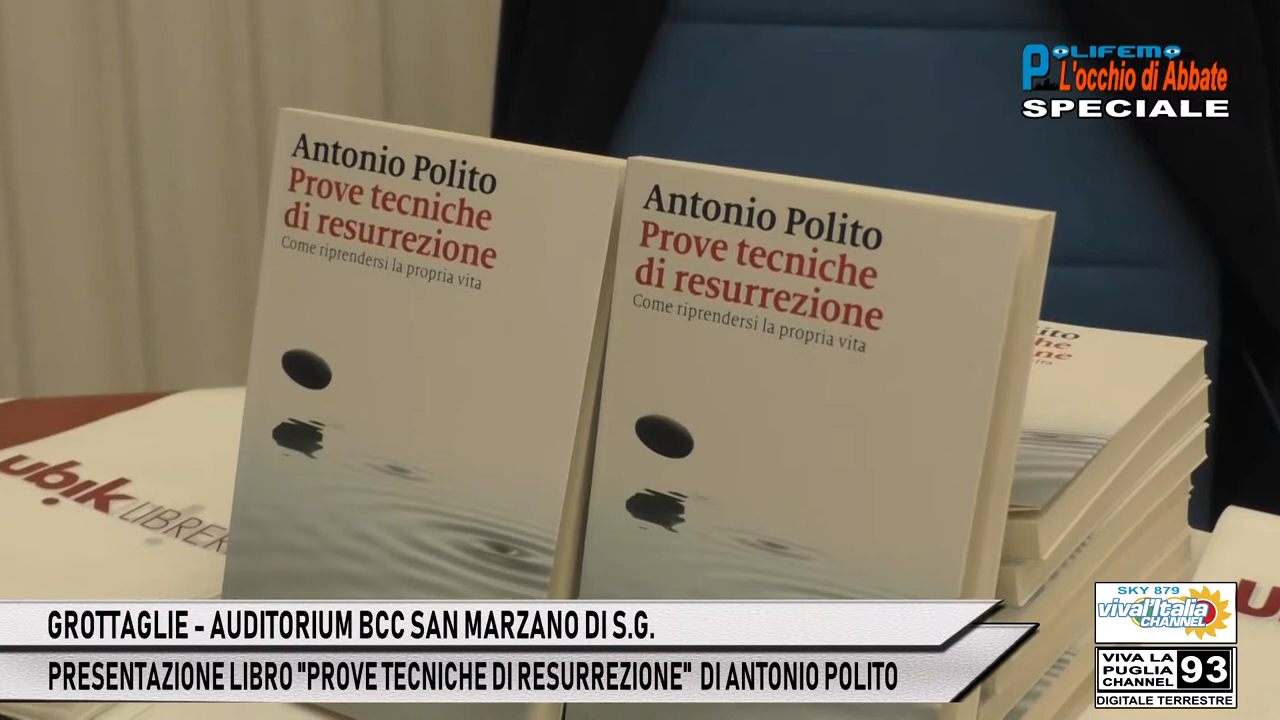 POLIFEMO
L'occhio di Abbate
SPECIALE
Antonio Polito
Prove tecniche
di resurrezione
Come riprendersi la propria vita
Antonio Polito
Prove tecniche
di resurrezione
Come riprendersi la propria vita
ubik LIBRER
GROTTAGLIE - AUDITORIUM BCC SAN MARZANO DI S.G.
PRESENTAZIONE LIBRO "PROVE TECNICHE DI RESURREZIONE" DI ANTONIO POLITO
SKY 879
viva l'Italia
CHANNEL
VIVA LA
PUGLIA 93
CHANNEL
DIGITALE TERRESTRE